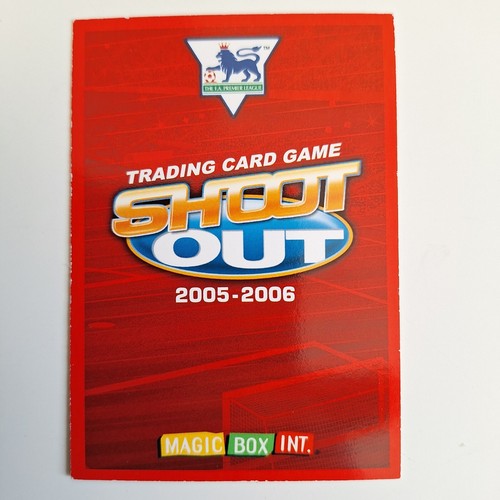 THE F.A. PREMIER LEAGUE
TM
TRADING CARD GAME
SHOOT
OUT
2005-2006
MAGIC BOX INT.